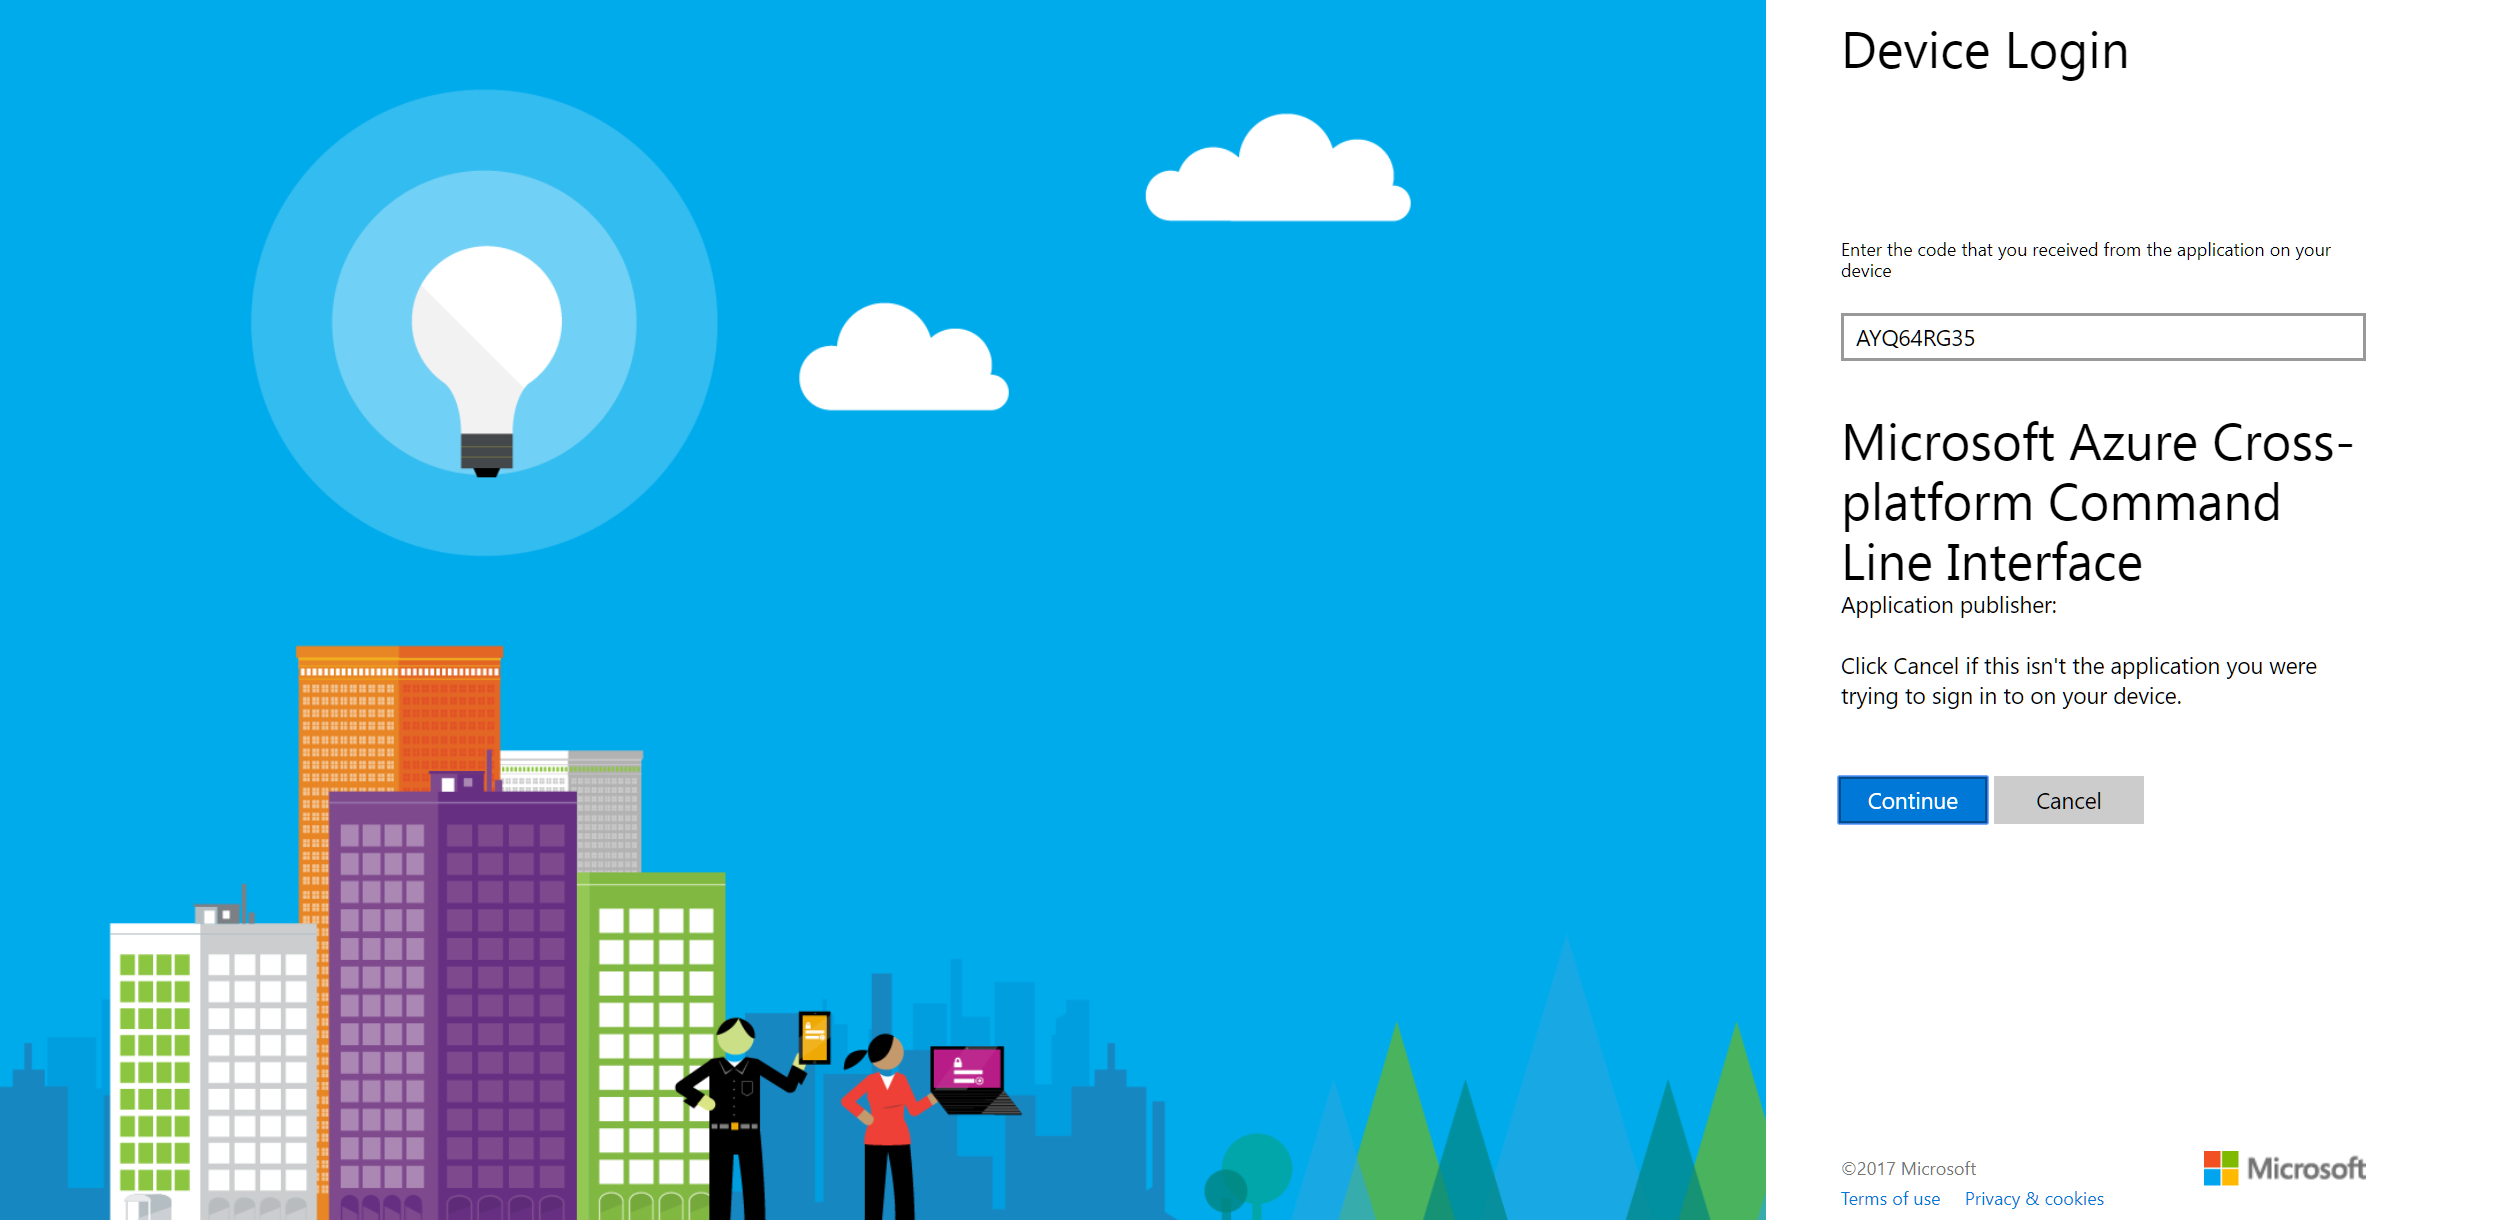 Device Login
Enter the code that you received from the application on your
device
AYQ64RG35
Microsoft Azure Cross-
platform Command
Line Interface
Application publisher:
Click Cancel if this isn't the application you were
trying to sign in to on your device.
Continue
Cancel
©2017 Microsoft
Microsoft
Terms of use
Privacy & cookies